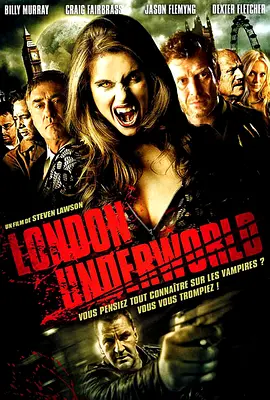 BILLY MURRAY CRAIG FAIRBRASS JASON FLEMYNG DEXTER FLETCHER
UN FILM DE STEVEN LAWSON
LONDON
UNDERWORLD
VOUS PENSIEZ TOUT CONNAÎTRE SUR LES VAMPIRES ?
VOUS VOUS TROMPIEZ !